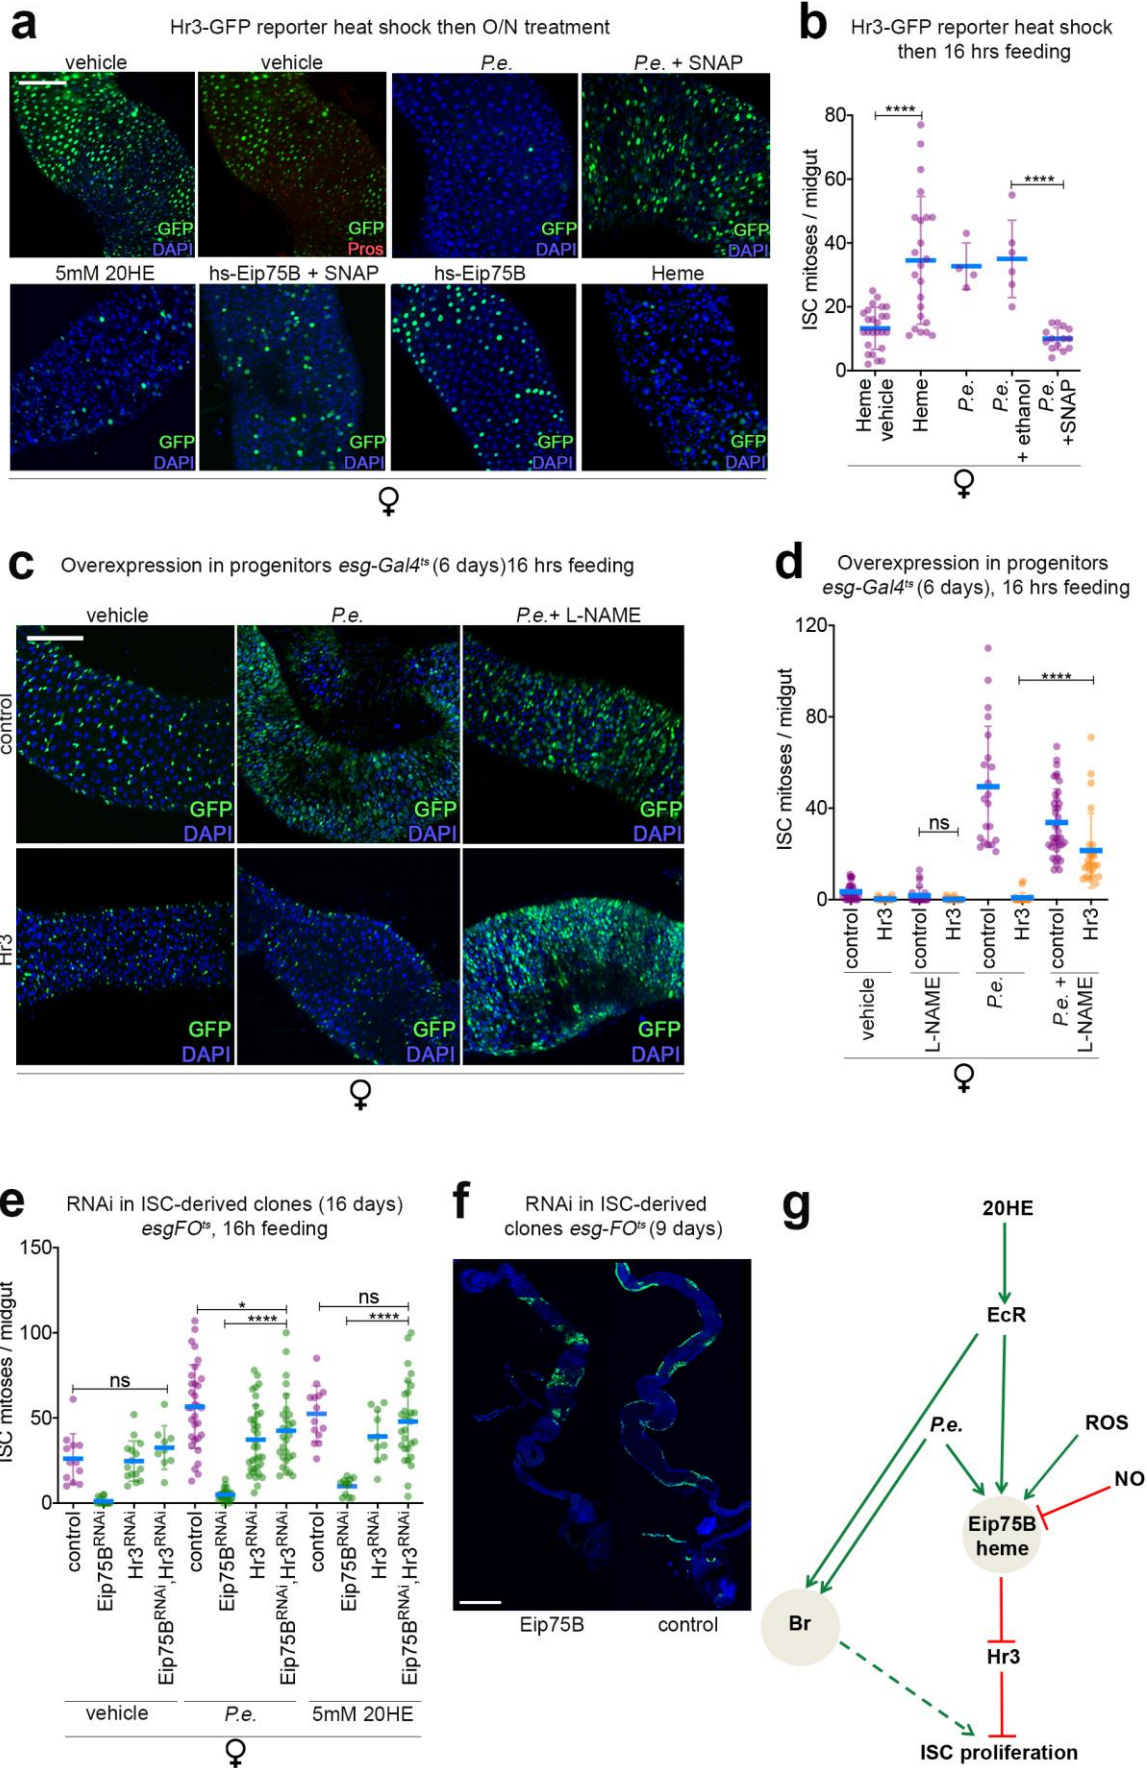 a
Hr3-GFP reporter heat shock then O/N treatment
vehicle
vehicle
P.e.
P.e. + SNAP
GFP
DAPI
GFP
Pros
GFP
DAPI
GFP
DAPI
5mM 20HE
hs-Eip75B + SNAP
hs-Eip75B
Heme
GFP
DAPI
GFP
DAPI
GFP
DAPI
GFP
DAPI
♀
b
Hr3-GFP reporter heat shock
then 16 hrs feeding
ISC mitoses / midgut
80
60
40
20
0
****
****
Heme
vehicle
Heme
P.e.
P.e.
+ ethanol
P.e.
+SNAP
♀
c
Overexpression in progenitors esg-Gal4ts (6 days)16 hrs feeding
vehicle
P.e.
P.e.+ L-NAME
control
GFP
DAPI
GFP
DAPI
GFP
DAPI
Hr3
GFP
DAPI
GFP
DAPI
GFP
DAPI
♀
d
Overexpression in progenitors
esg-Gal4ts (6 days), 16 hrs feeding
ISC mitoses / midgut
120
80
40
0
ns
****
control
Hr3
control
Hr3
control
Hr3
control
Hr3
vehicle
L-NAME
P.e.
P.e. +
L-NAME
♀
e
RNAi in ISC-derived clones (16 days)
esgFOts, 16h feeding
ISC mitoses / midgut
150
100
50
0
ns
*
****
ns
****
control
Eip75BRNAi
Hr3RNAi
Eip75BRNAi,Hr3RNAi
control
Eip75BRNAi
Hr3RNAi
Eip75BRNAi,Hr3RNAi
control
Eip75BRNAi
Hr3RNAi
Eip75BRNAi,Hr3RNAi
vehicle
P.e.
5mM 20HE
♀
f
RNAi in ISC-derived
clones esg-FOts (9 days)
Eip75B
control
g
20HE
EcR
P.e.
ROS
NO
Eip75B
heme
Br
Hr3
ISC proliferation